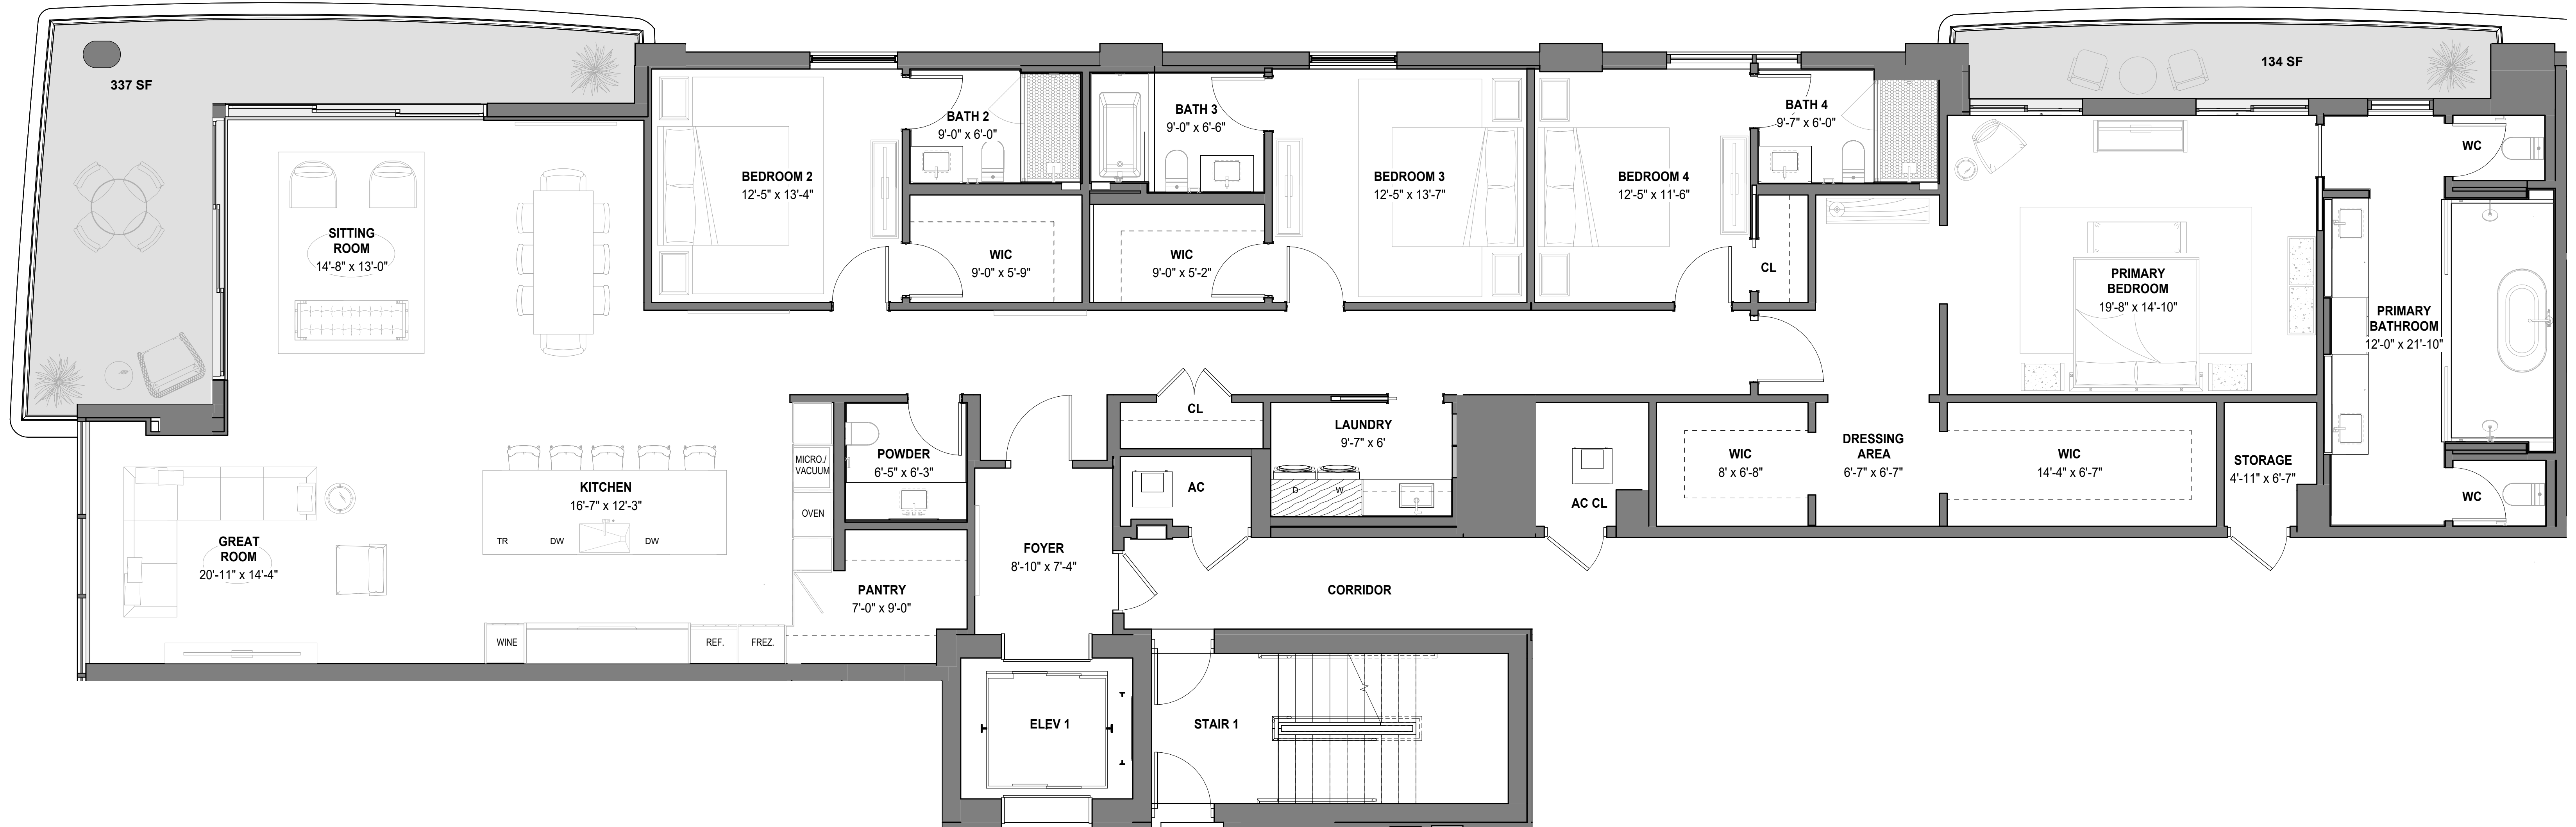 337 SF
134 SF
BEDROOM 2
12'-5" x 13'-4"
BATH 2
9'-0" x 6'-0"
BATH 3
9'-0" x 6'-6"
BEDROOM 3
12'-5" x 13'-7"
BEDROOM 4
12'-5" x 11'-6"
BATH 4
9'-7" x 6'-0"
WC
SITTING
ROOM
14'-8" x 13'-0"
WIC
9'-0" x 5'-9"
WIC
9'-0" x 5'-2"
CL
PRIMARY
BEDROOM
19'-8" x 14'-10"
PRIMARY
BATHROOM
12'-0" x 21'-10"
CL
LAUNDRY
9'-7" x 6'
D
W
POWDER
6'-5" x 6'-3"
MICRO./
VACUUM
OVEN
KITCHEN
16'-7" x 12'-3"
TR
DW
DW
AC
AC CL
WIC
8' x 6'-8"
DRESSING
AREA
6'-7" x 6'-7"
WIC
14'-4" x 6'-7"
STORAGE
4'-11" x 6'-7"
WC
GREAT
ROOM
20'-11" x 14'-4"
FOYER
8'-10" x 7'-4"
PANTRY
7'-0" x 9'-0"
CORRIDOR
WINE
REF.
FREZ.
ELEV 1
STAIR 1